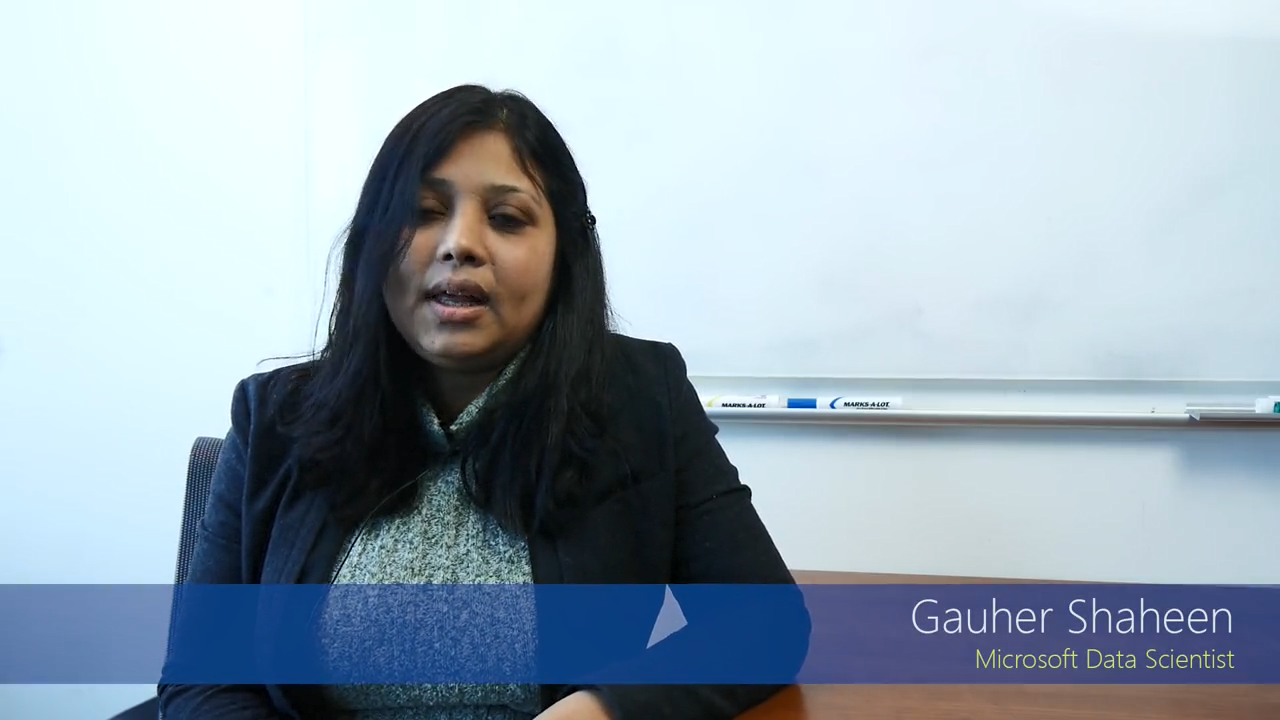 MARKS-A-LOT
MARKS-A-LOT
Gauher Shaheen
Microsoft Data Scientist